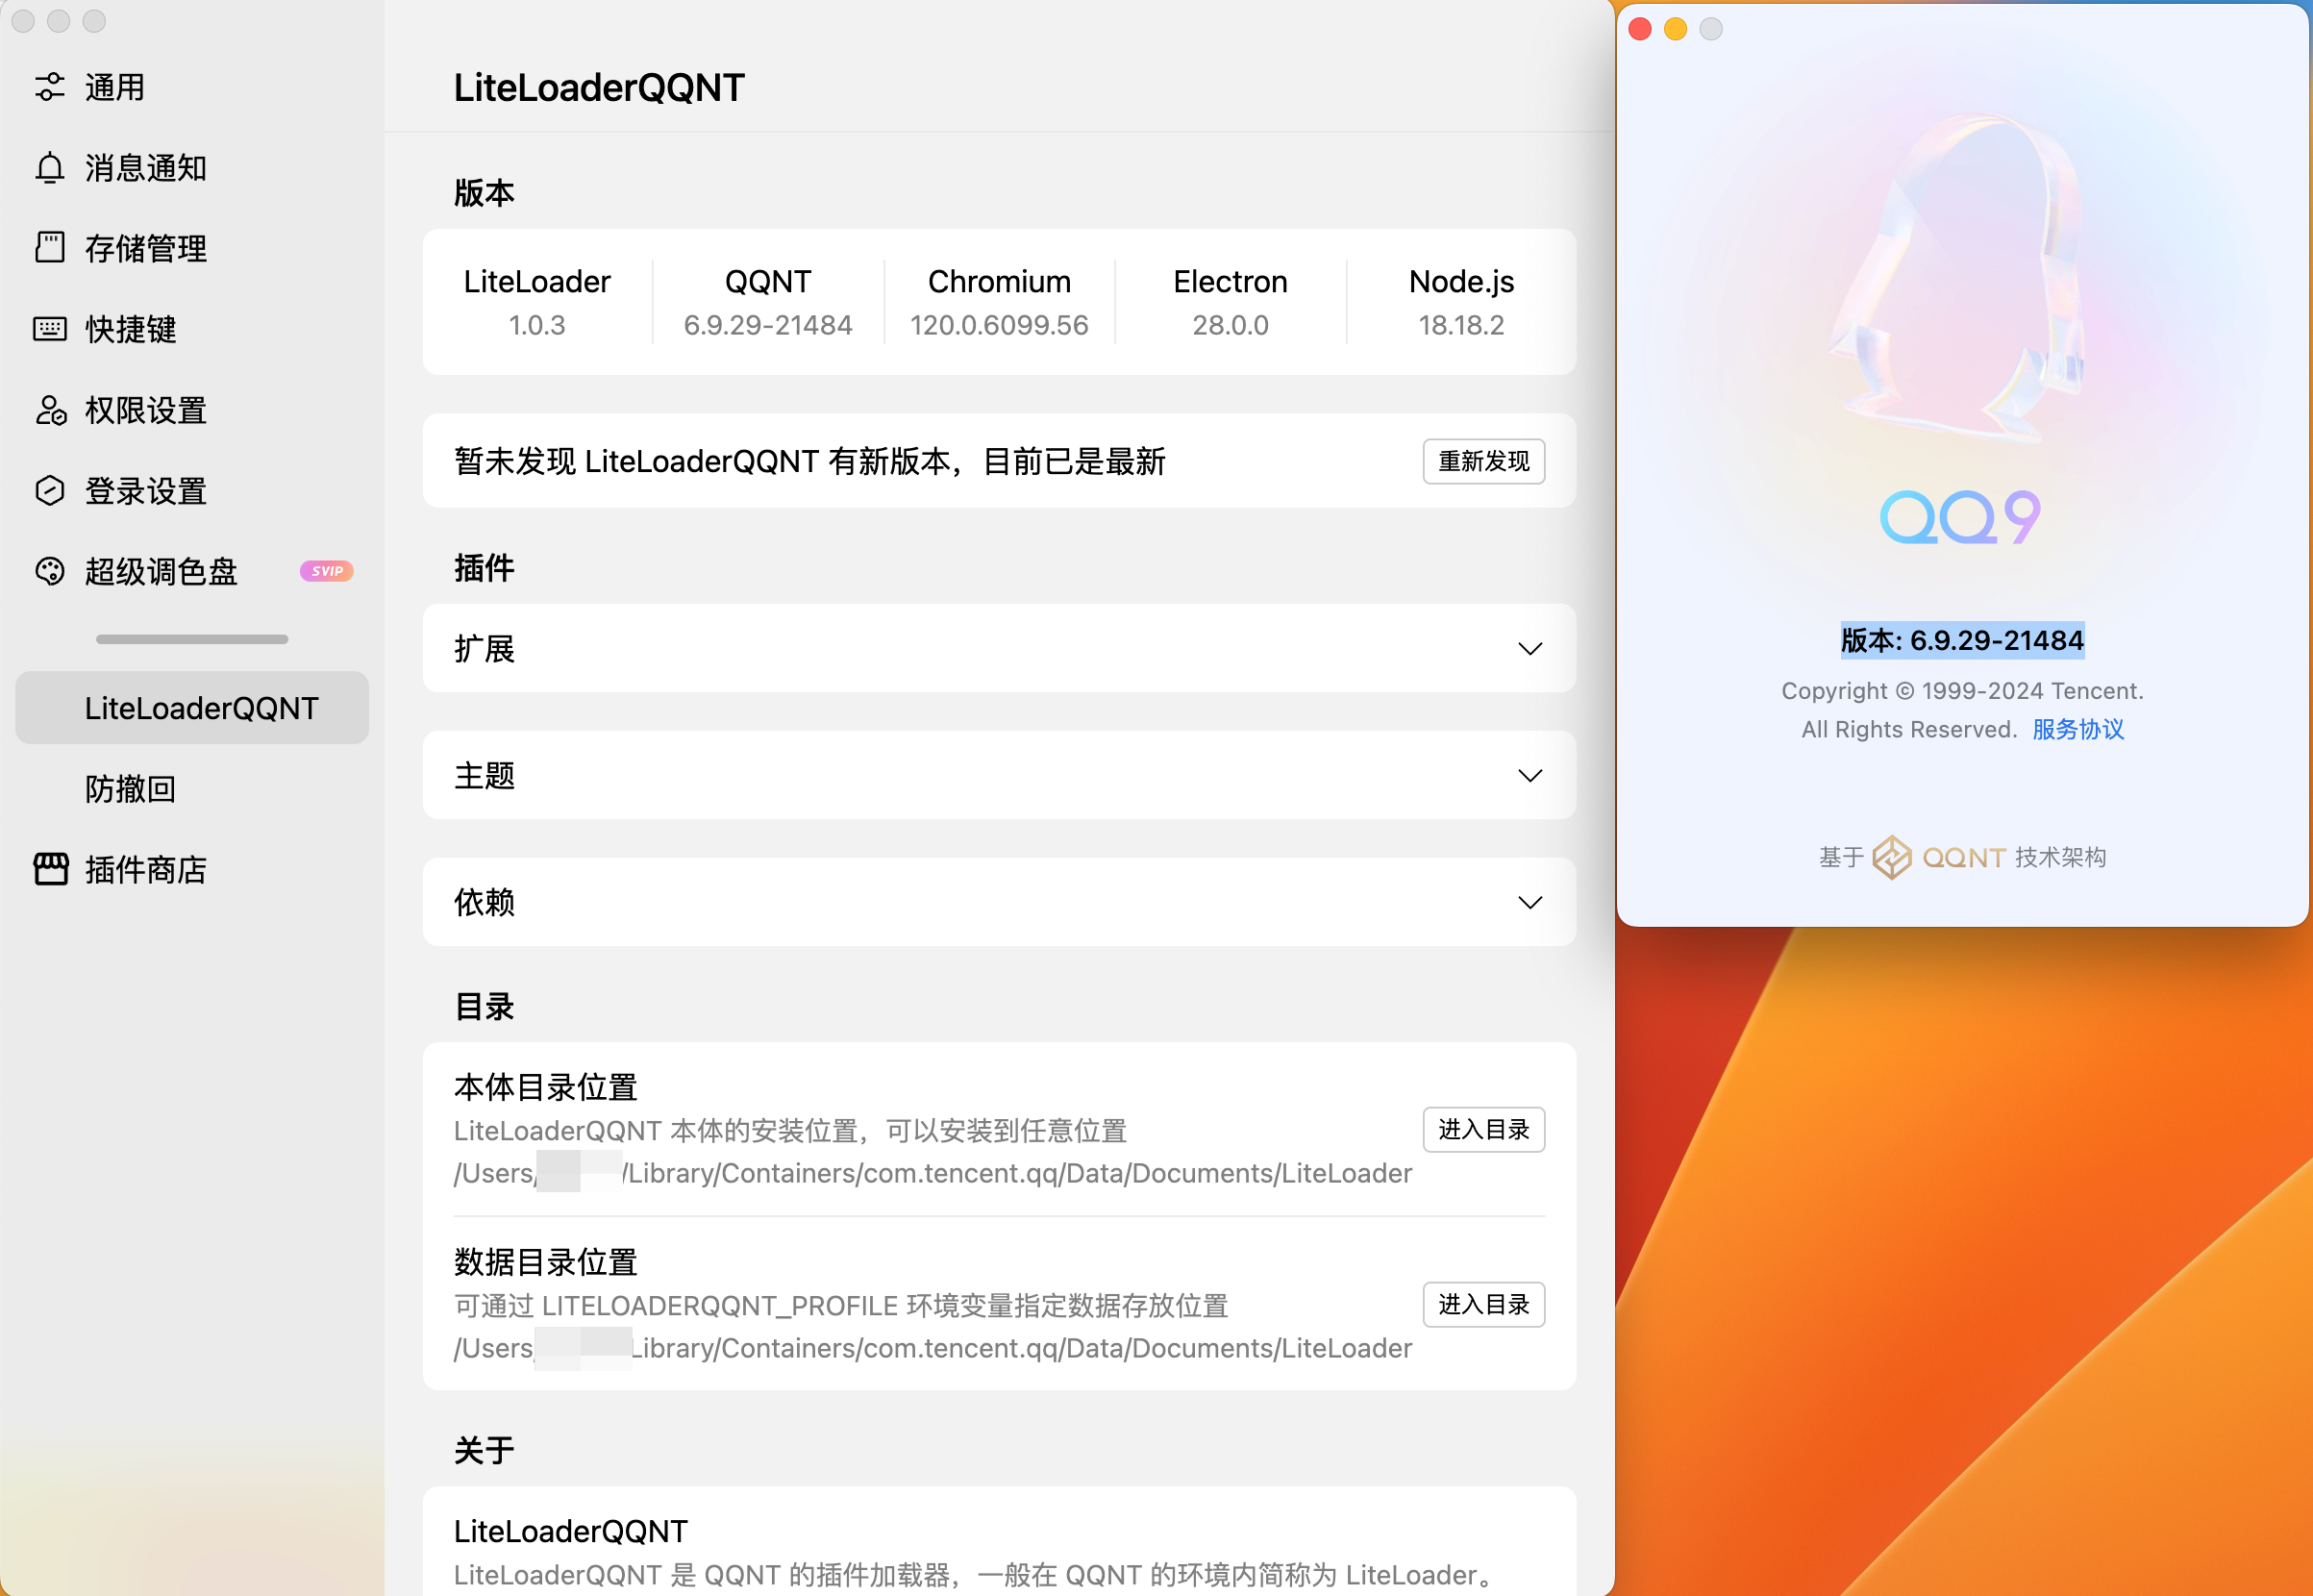 通用
消息通知
存储管理
快捷键
权限设置
登录设置
超级调色盘 SVIP
LiteLoaderQQNT
防撤回
插件商店
LiteLoaderQQNT
版本
LiteLoader QQNT Chromium Electron Node.js
1.0.3 6.9.29-21484 120.0.6099.56 28.0.0 18.18.2
暂未发现 LiteLoaderQQNT 有新版本，目前已是最新 重新发现
插件
扩展
主题
依赖
目录
本体目录位置
LiteLoaderQQNT 本体的安装位置，可以安装到任意位置
/Users/ /Library/Containers/com.tencent.qq/Data/Documents/LiteLoader
进入目录
数据目录位置
可通过 LITELOADERQQNT_PROFILE 环境变量指定数据存放位置
/Users Library/Containers/com.tencent.qq/Data/Documents/LiteLoader
进入目录
关于
LiteLoaderQQNT
LiteLoaderQQNT 是 QQNT 的插件加载器，一般在 QQNT 的环境内简称为 LiteLoader。
QQ9
版本: 6.9.29-21484
Copyright © 1999-2024 Tencent.
All Rights Reserved. 服务协议
基于 QQNT 技术架构